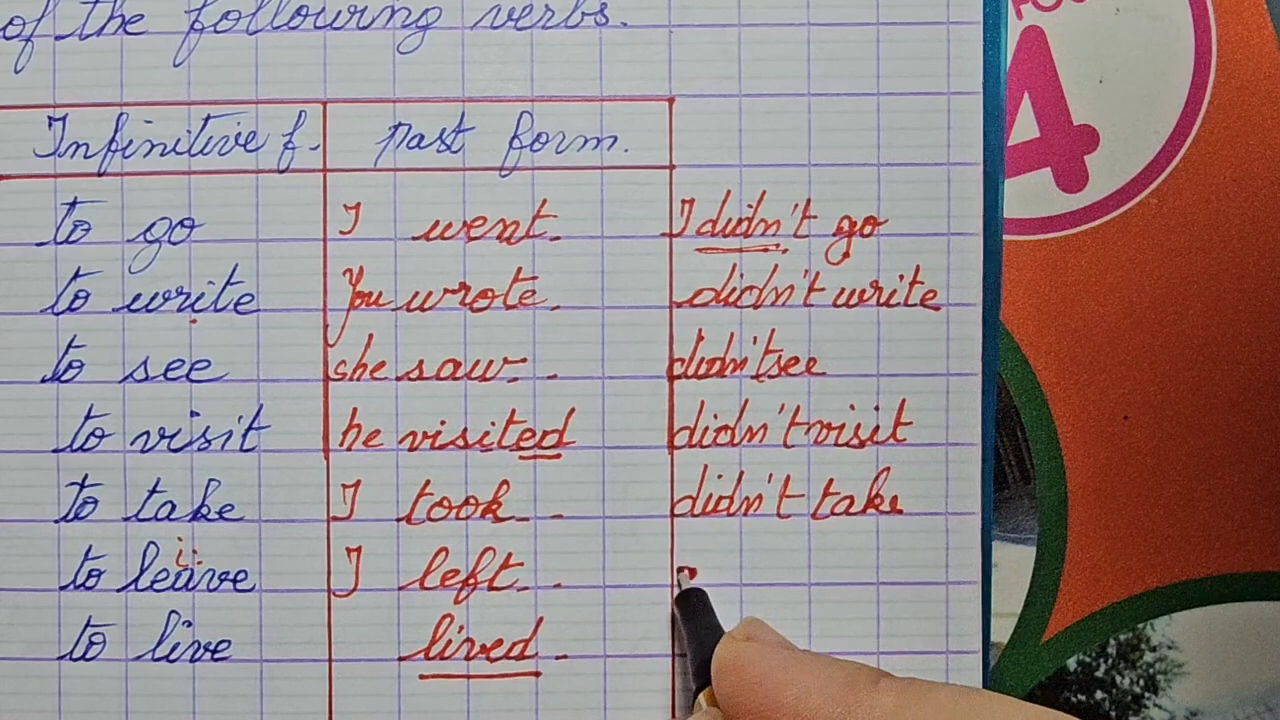 of the following verbs.
Infinitive f. Past form.
to go I went. I didn't go
to write You wrote. didn't write
to see she saw.. didn't see
to visit he visited didn't visit
to take I took.. didn't take
to leave I left..
to live lived.
4